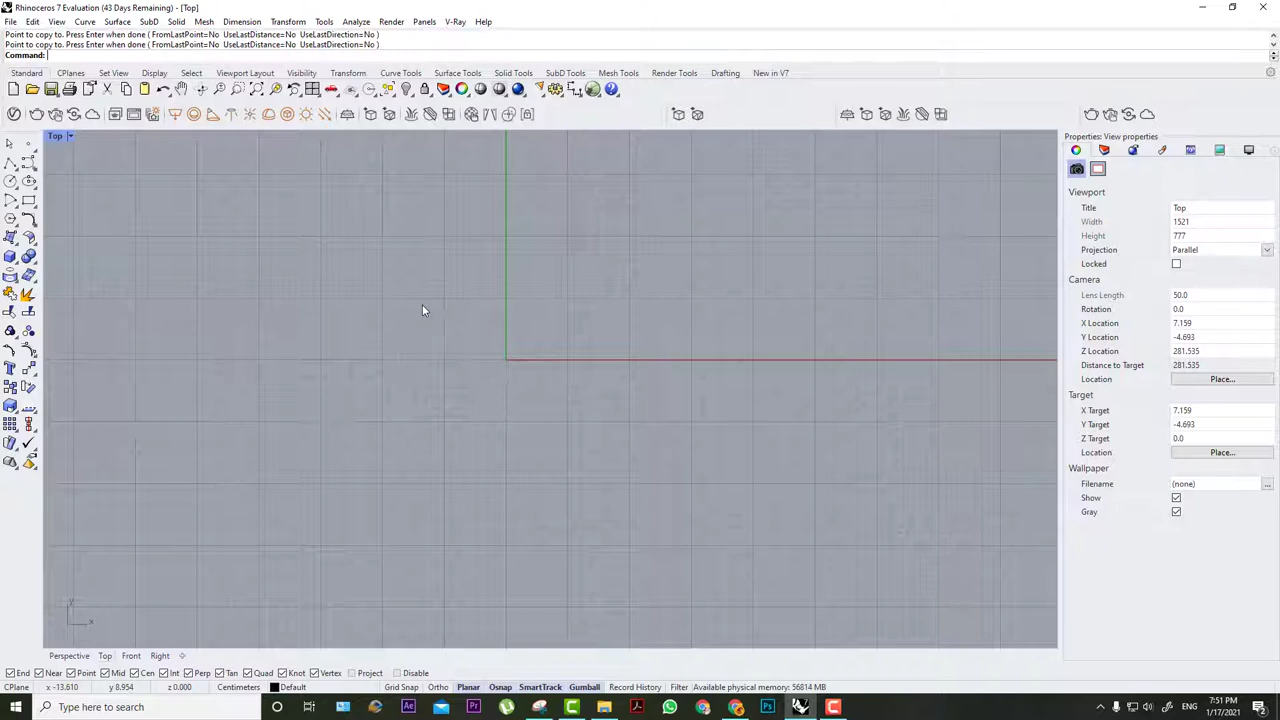 Rhinoceros 7 Evaluation (43 Days Remaining) - [Top]
File Edit View Curve Surface SubD Solid Mesh Dimension Transform Tools Analyze Render Panels V-Ray Help
Point to copy to. Press Enter when done ( FromLastPoint=No UseLastDistance=No UseLastDirection=No )
Point to copy to. Press Enter when done ( FromLastPoint=No UseLastDistance=No UseLastDirection=No )
Command:
Standard CPlanes Set View Display Select Viewport Layout Visibility Transform Curve Tools Surface Tools Solid Tools SubD Tools Mesh Tools Render Tools Drafting New in V7
Top
Properties: View properties
Viewport
Title Top
Width 1521
Height 777
Projection Parallel
Locked
Camera
Lens Length 50.0
Rotation 0.0
X Location 7.159
Y Location -4.693
Z Location 281.535
Distance to Target 281.535
Location Place...
Target
X Target 7.159
Y Target -4.693
Z Target 0.0
Location Place...
Wallpaper
Filename (none) ...
Show
Gray
y
x
Perspective Top Front Right
End Near Point Mid Cen Int Perp Tan Quad Knot Vertex Project Disable
CPlane x -13.610 y 8.954 z 0.000 Centimeters Default Grid Snap Ortho Planar Osnap SmartTrack Gumball Record History Filter Available physical memory: 56814 MB
Type here to search
7:51 PM
1/17/2021